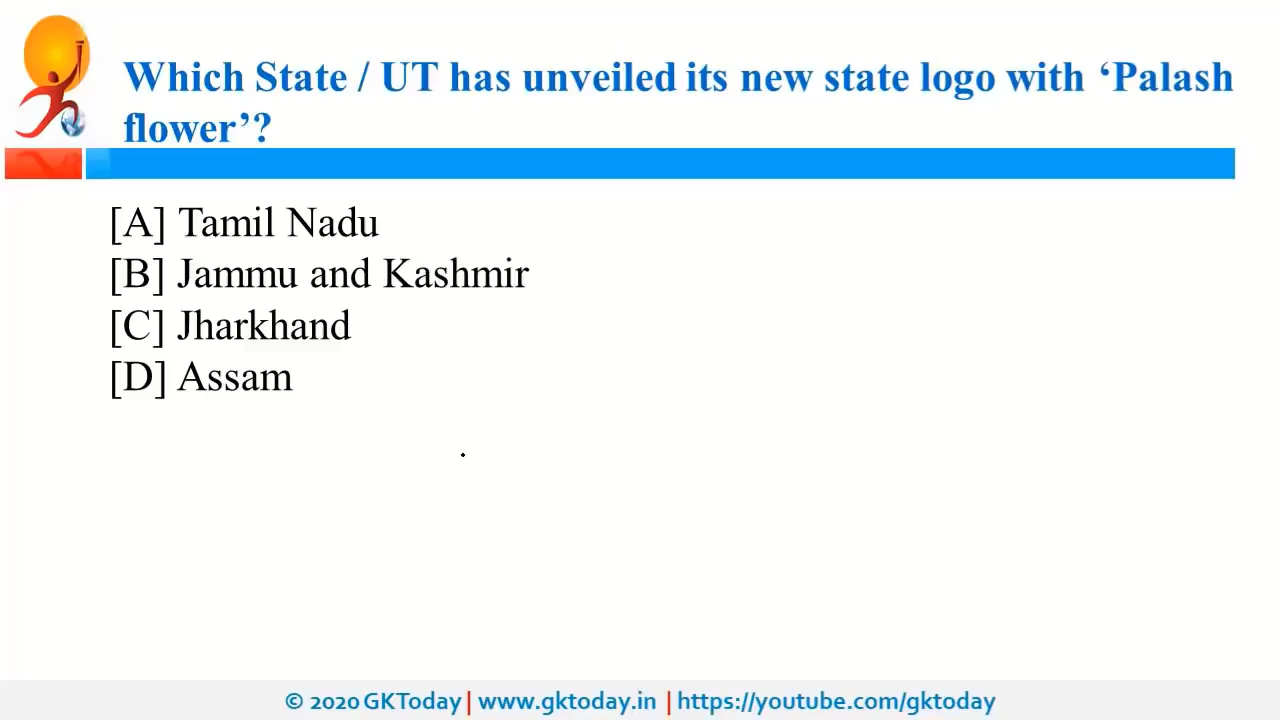 Which State / UT has unveiled its new state logo with ‘Palash
flower’?
[A] Tamil Nadu
[B] Jammu and Kashmir
[C] Jharkhand
[D] Assam
© 2020 GKToday | www.gktoday.in | https://youtube.com/gktoday